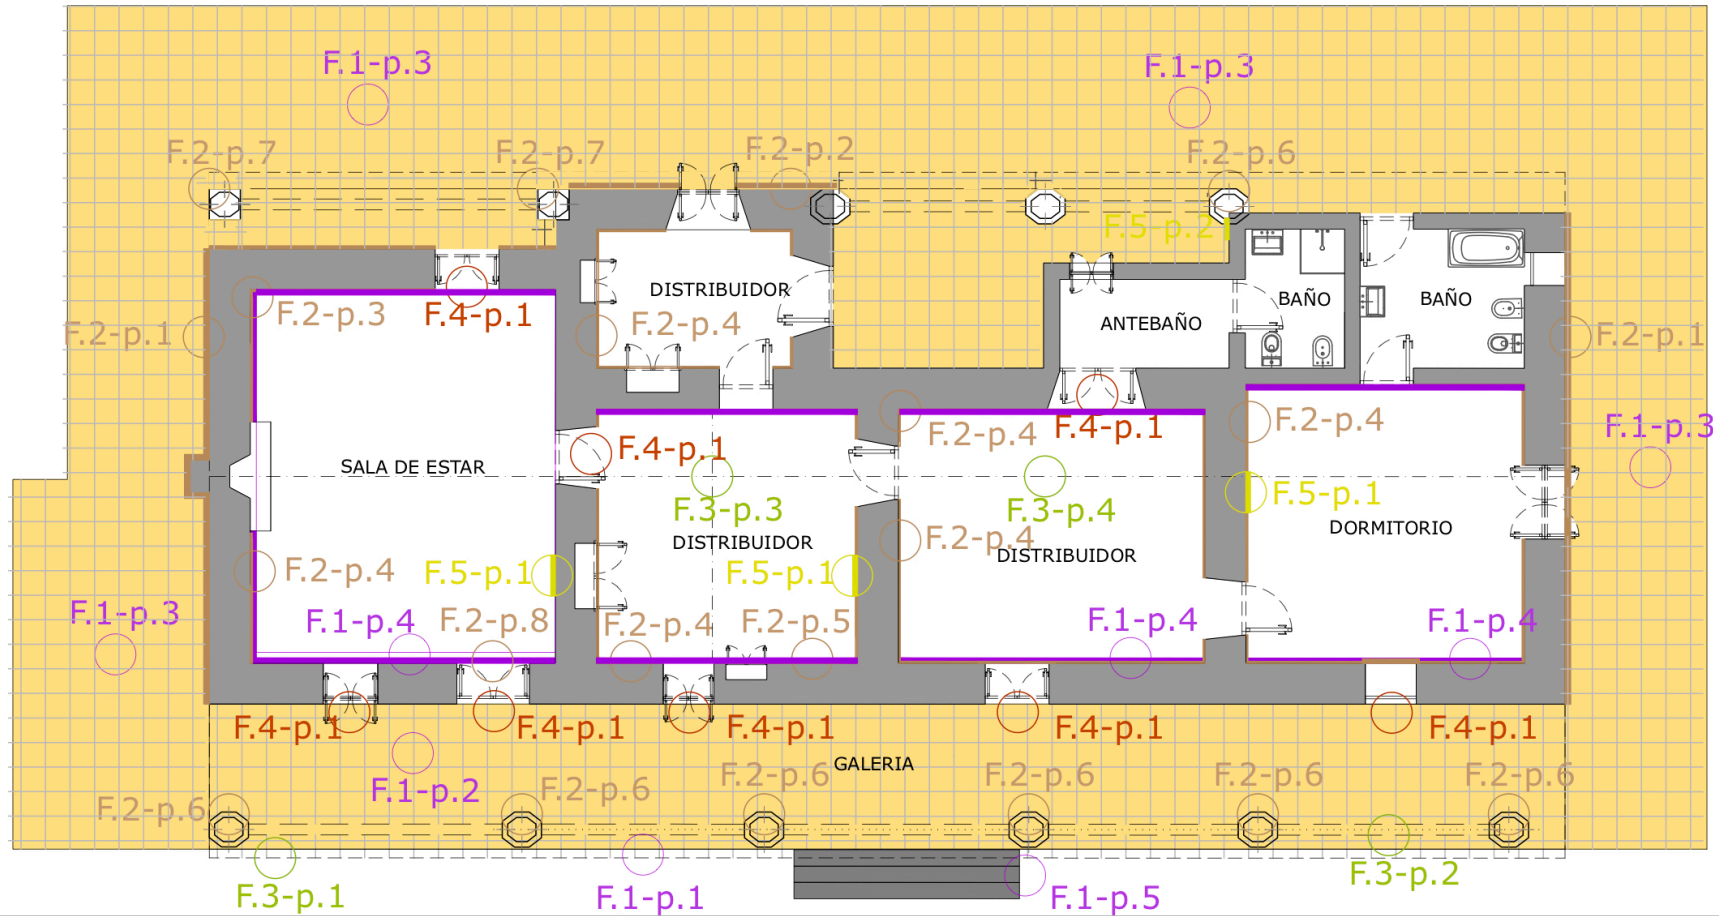 F.1-p.3
F.1-p.3
F.2-p.7
F.2-p.7
F.2-p.2
F.2-p.6
F.5-p.2
DISTRIBUIDOR
BAÑO
BAÑO
F.2-p.3
F.4-p.1
F.2-p.4
ANTEBAÑO
F.2-p.1
F.2-p.1
F.2-p.4
F.4-p.1
F.2-p.4
F.1-p.3
F.4-p.1
SALA DE ESTAR
F.5-p.1
F.3-p.3
F.3-p.4
DORMITORIO
F.2-p.4
DISTRIBUIDOR
DISTRIBUIDOR
F.2-p.4
F.5-p.1
F.5-p.1
F.1-p.3
F.1-p.4
F.2-p.8
F.2-p.4
F.2-p.5
F.1-p.4
F.1-p.4
F.4-p.1
F.4-p.1
F.4-p.1
F.4-p.1
F.4-p.1
GALERIA
F.1-p.2
F.2-p.6
F.2-p.6
F.2-p.6
F.2-p.6
F.2-p.6
F.2-p.6
F.3-p.1
F.1-p.1
F.1-p.5
F.3-p.2